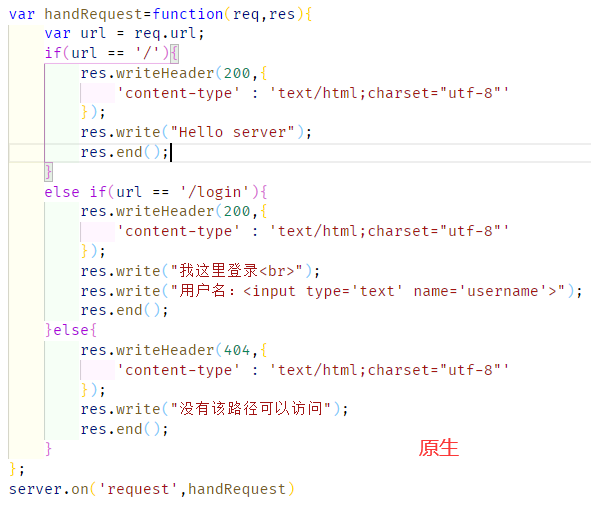 var handRequest=function(req,res){
    var url = req.url;
    if(url == '/'){
        res.writeHeader(200,{
            'content-type' : 'text/html;charset="utf-8"'
        });
        res.write("Hello server");
        res.end();
    }
    else if(url == '/login'){
        res.writeHeader(200,{
            'content-type' : 'text/html;charset="utf-8"'
        });
        res.write("我这里登录<br>");
        res.write("用户名：<input type='text' name='username'>");
        res.end();
    }else{
        res.writeHeader(404,{
            'content-type' : 'text/html;charset="utf-8"'
        });
        res.write("没有该路径可以访问");
        res.end();
    }
原生
};
server.on('request',handRequest)